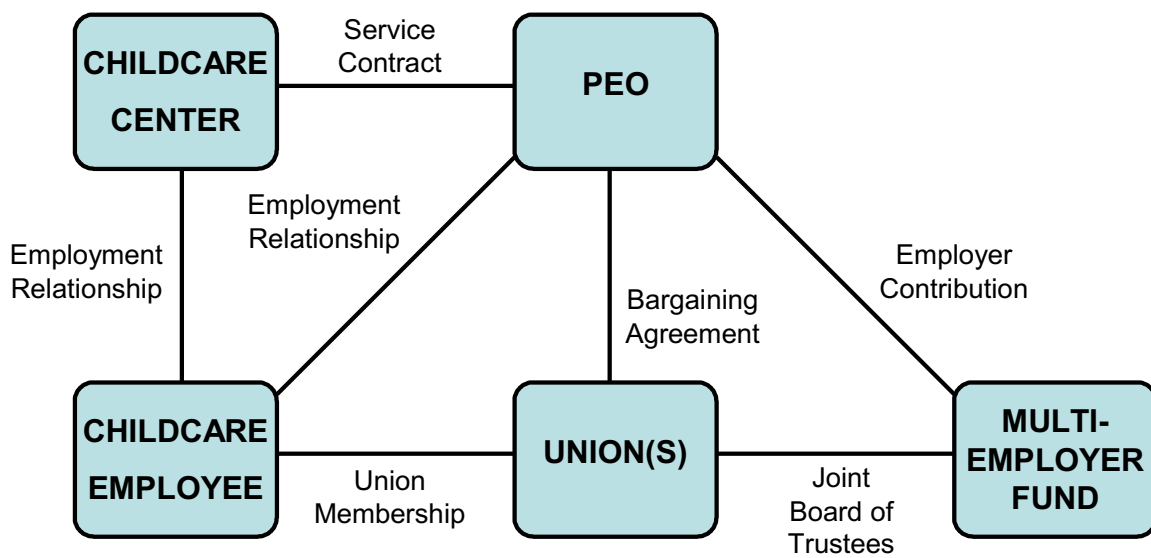 CHILDCARE
CENTER
Service
Contract
PEO
Employment
Relationship
Employment
Relationship
Bargaining
Agreement
Employer
Contribution
CHILDCARE
EMPLOYEE
Union
Membership
UNION(S)
Joint
Board of
Trustees
MULTI-
EMPLOYER
FUND